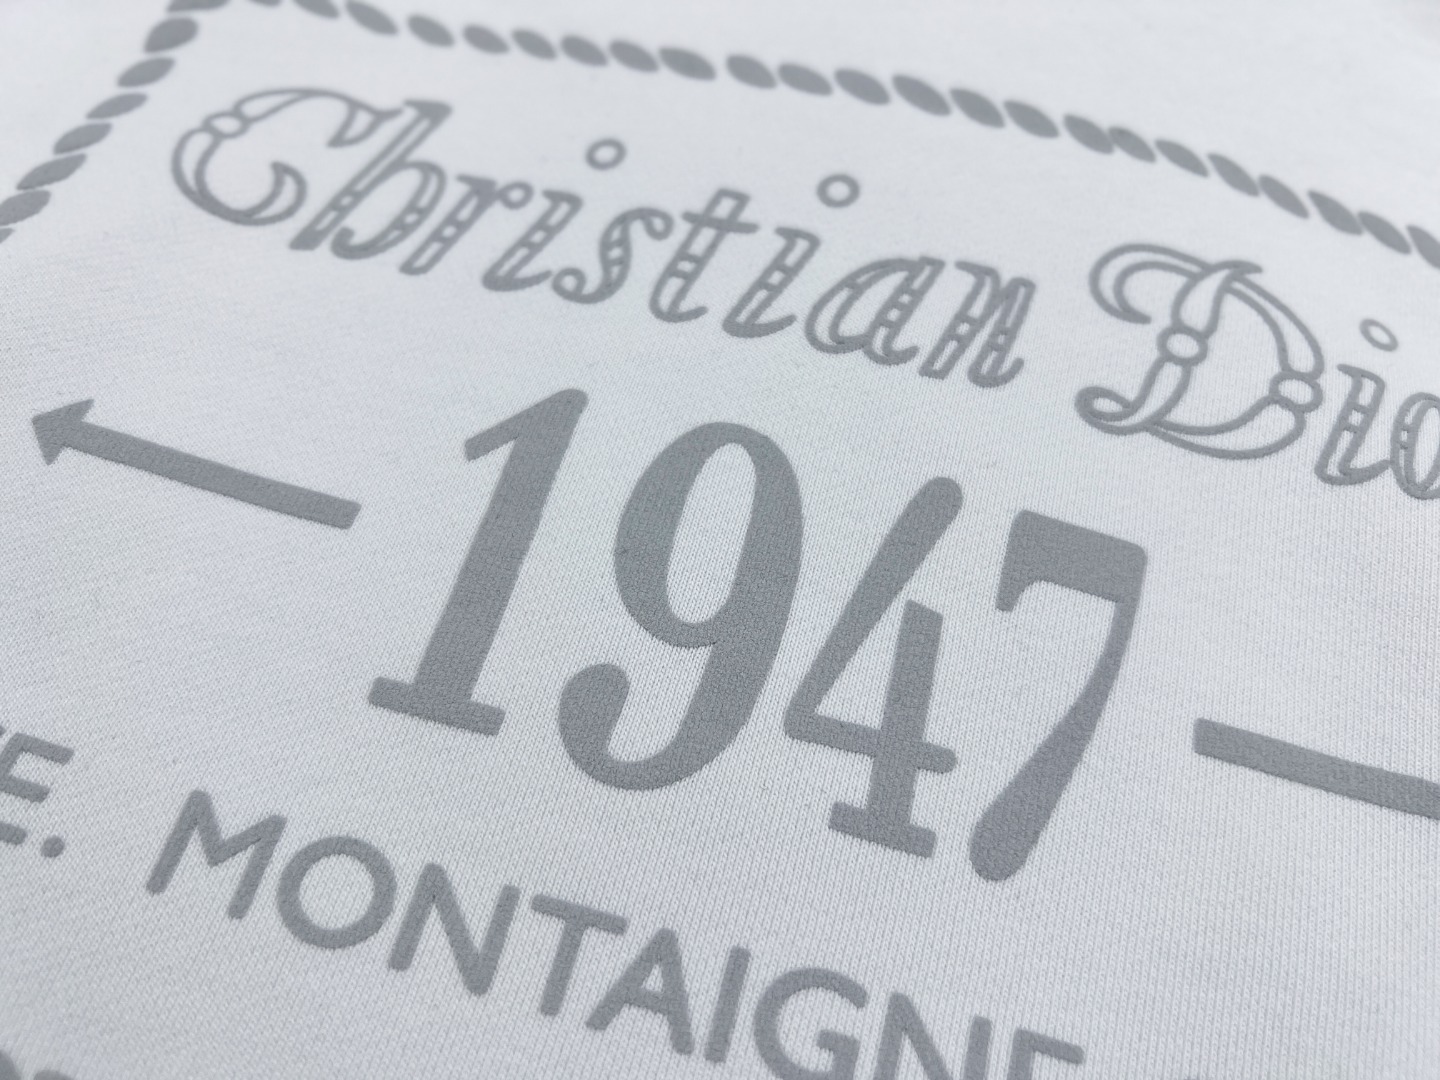 Christian Dio
1947
E. MONTAIGNE